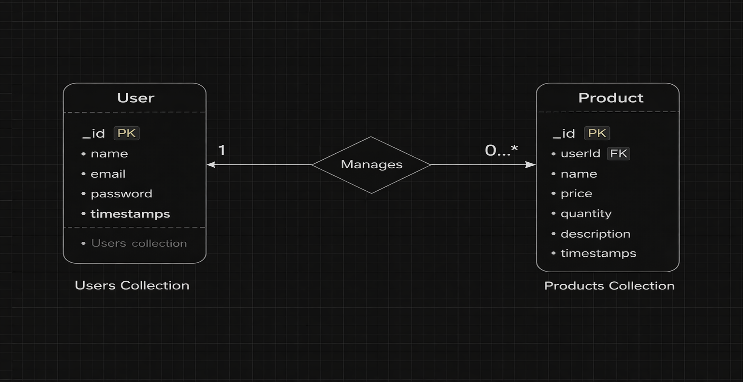 User
_id PK
• name
• email
• password
• timestamps
• Users collection
Users Collection
1
Manages
0...*
Product
_id PK
• userId FK
• name
• price
• quantity
• description
• timestamps
Products Collection